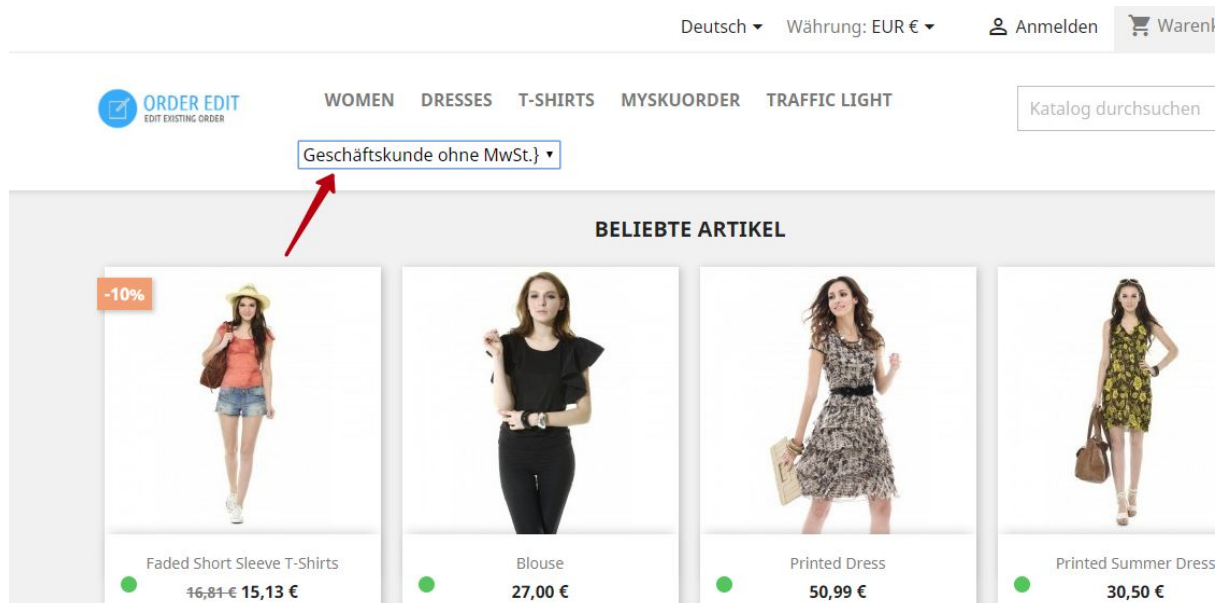 Deutsch Währung: EUR € Anmelden
ORDER EDIT
EDIT EXISTING ORDER
WOMEN DRESSES T-SHIRTS MYSKUORDER TRAFFIC LIGHT
Katalog durchsuchen
Geschäftskunde ohne MwSt.}
BELIEBTE ARTIKEL
-10%
Faded Short Sleeve T-Shirts
16,81 € 15,13 €
Blouse
27,00 €
Printed Dress
50,99 €
Printed Summer Dress
30,50 €